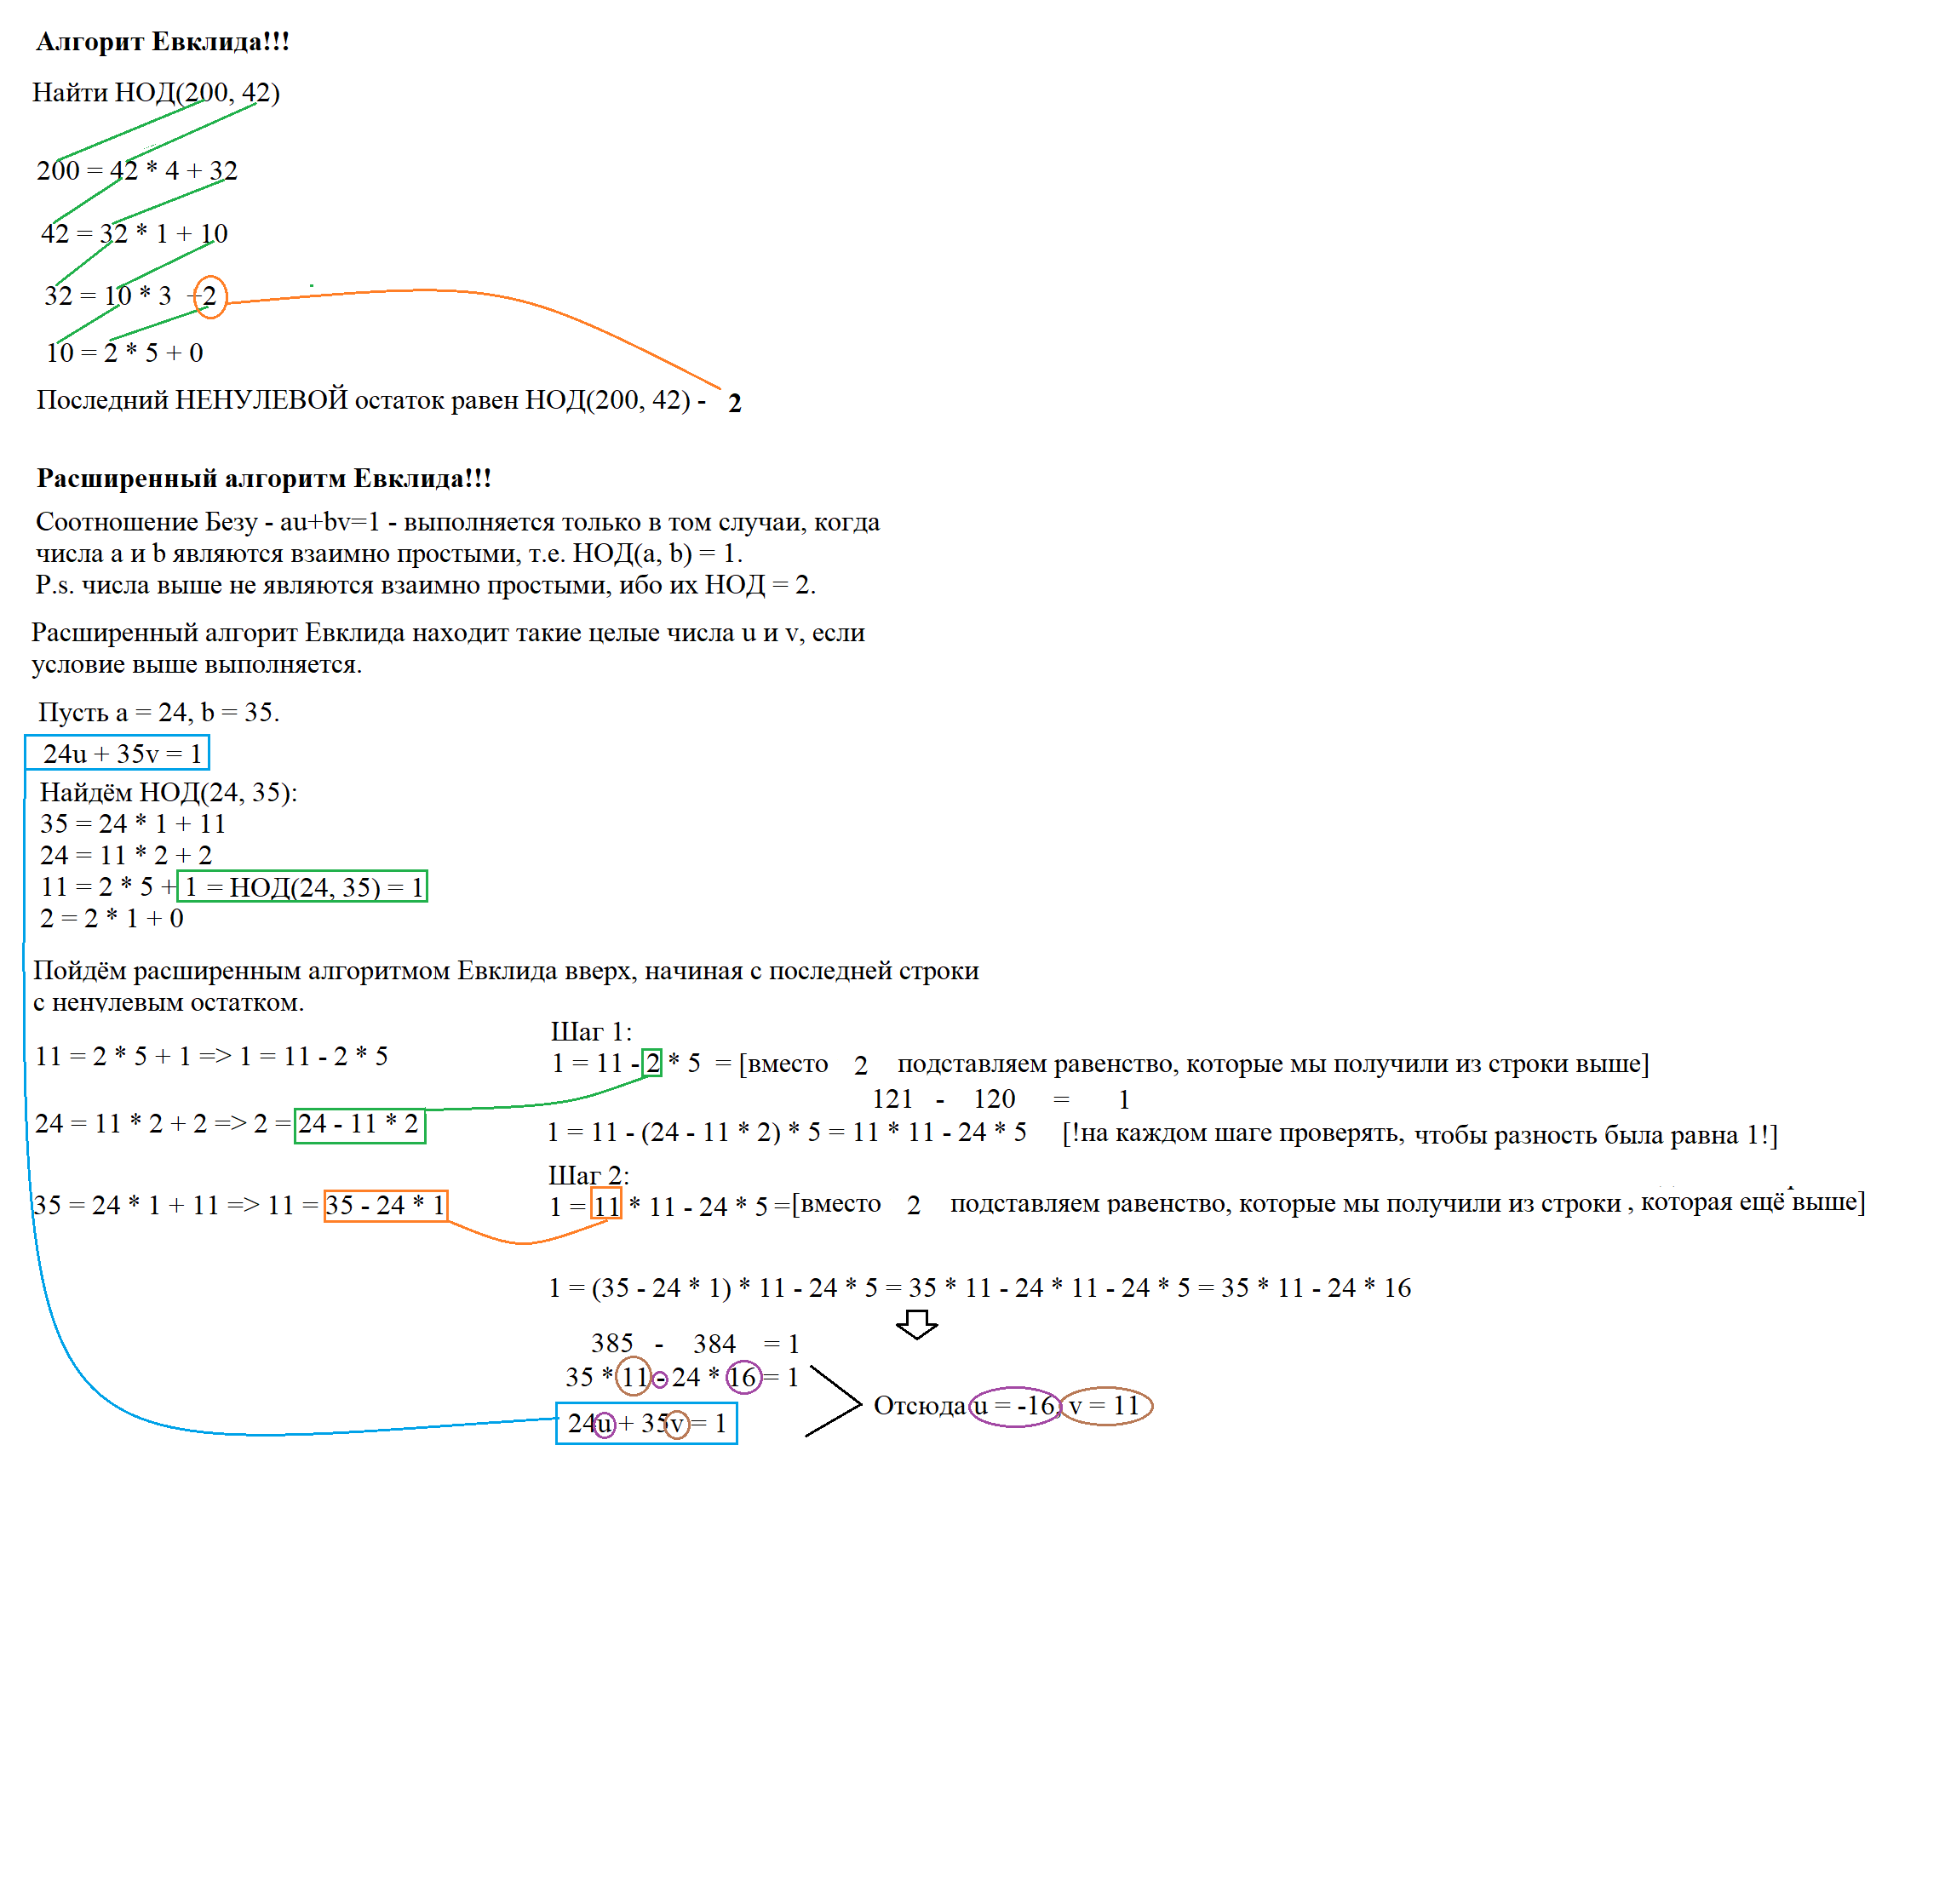 Алгорит Евклида!!!
Найти НОД(200, 42)
200 = 42 * 4 + 32
42 = 32 * 1 + 10
32 = 10 * 3 +2
10 = 2 * 5 + 0
Последний НЕНУЛЕВОЙ остаток равен НОД(200, 42) - 2
Расширенный алгоритм Евклида!!!
Соотношение Безу - au+bv=1 - выполняется только в том случаи, когда
числа a и b являются взаимно простыми, т.е. НОД(a, b) = 1.
P.s. числа выше не являются взаимно простыми, ибо их НОД = 2.
Расширенный алгорит Евклида находит такие целые числа u и v, если
условие выше выполняется.
Пусть a = 24, b = 35.
24u + 35v = 1
Найдём НОД(24, 35):
35 = 24 * 1 + 11
24 = 11 * 2 + 2
11 = 2 * 5 + 1 = НОД(24, 35) = 1
2 = 2 * 1 + 0
Пойдём расширенным алгоритмом Евклида вверх, начиная с последней строки
с ненулевым остатком.
11 = 2 * 5 + 1 => 1 = 11 - 2 * 5
24 = 11 * 2 + 2 => 2 = 24 - 11 * 2
35 = 24 * 1 + 11 => 11 = 35 - 24 * 1
Шаг 1:
1 = 11 - 2 * 5 = [вместо 2 подставляем равенство, которые мы получили из строки выше]
121 - 120 = 1
1 = 11 - (24 - 11 * 2) * 5 = 11 * 11 - 24 * 5 [!на каждом шаге проверять, чтобы разность была равна 1!]
Шаг 2:
1 = 11 * 11 - 24 * 5 =[вместо 2 подставляем равенство, которые мы получили из строки , которая ещё выше]
1 = (35 - 24 * 1) * 11 - 24 * 5 = 35 * 11 - 24 * 11 - 24 * 5 = 35 * 11 - 24 * 16
385 - 384 = 1
35 * 11 - 24 * 16 = 1
24u + 35v = 1
Отсюда u = -16, v = 11